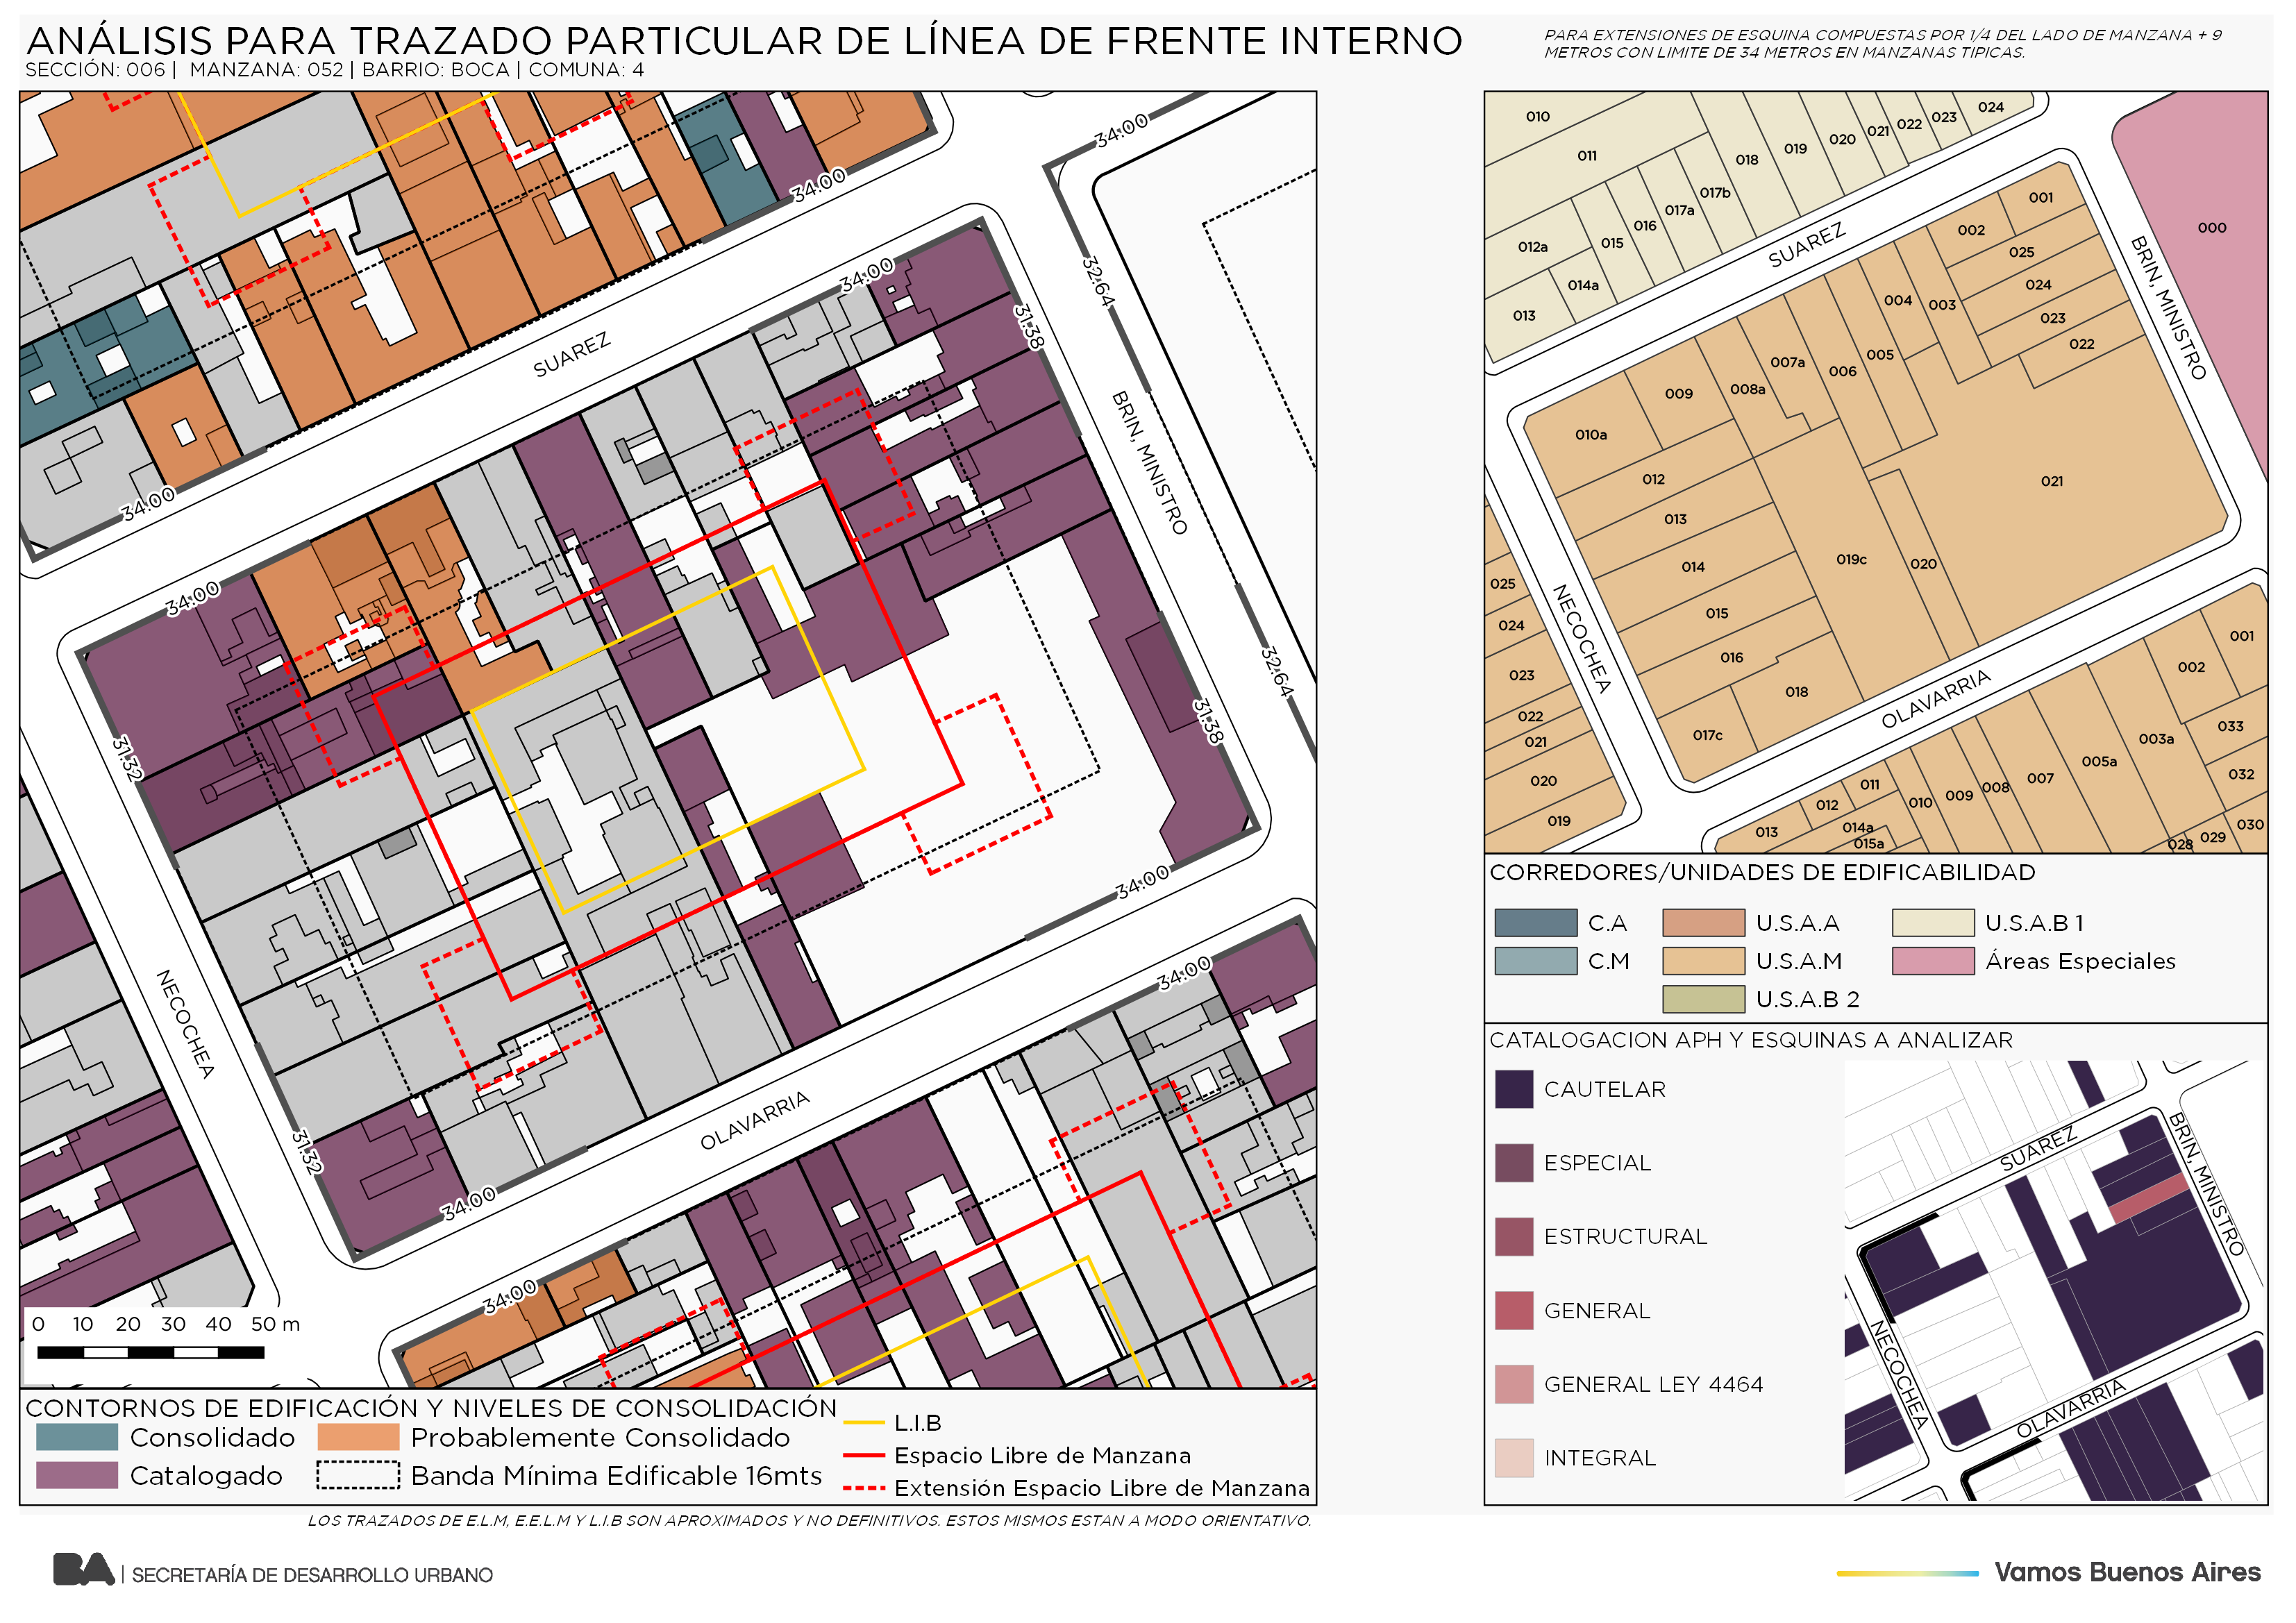 ANÁLISIS PARA TRAZADO PARTICULAR DE LÍNEA DE FRENTE INTERNO
SECCIÓN: 006 | MANZANA: 052 | BARRIO: BOCA | COMUNA: 4
PARA EXTENSIONES DE ESQUINA COMPUESTAS POR 1/4 DEL LADO DE MANZANA + 9
METROS CON LIMITE DE 34 METROS EN MANZANAS TIPICAS.
34.00
34.00
34.00
34.00
34.00
32.64
32.64
31.38
31.38
31.32
31.32
34.00
34.00
34.00
34.00
SUAREZ
BRIN, MINISTRO
NECOCHEA
OLAVARRIA
0 10 20 30 40 50 m
CONTORNOS DE EDIFICACIÓN Y NIVELES DE CONSOLIDACIÓN
Consolidado
Probablemente Consolidado
Catalogado
Banda Mínima Edificable 16mts
L.I.B
Espacio Libre de Manzana
Extensión Espacio Libre de Manzana
LOS TRAZADOS DE E.L.M, E.E.L.M Y L.I.B SON APROXIMADOS Y NO DEFINITIVOS. ESTOS MISMOS ESTAN A MODO ORIENTATIVO.
010
011
012a
013
014a
015
016
017a
017b
018
019
020
021
022
023
024
000
SUAREZ
BRIN, MINISTRO
NECOCHEA
OLAVARRIA
001
002
025
024
003
023
022
004
005
006
007a
008a
009
010a
012
013
014
015
016
017c
018
019c
020
021
025
024
023
022
021
020
019
001
002
033
032
030
029
028
003a
005a
007
008
009
010
011
012
013
014a
015a
CORREDORES/UNIDADES DE EDIFICABILIDAD
C.A
U.S.A.A
U.S.A.B 1
C.M
U.S.A.M
Áreas Especiales
U.S.A.B 2
CATALOGACION APH Y ESQUINAS A ANALIZAR
CAUTELAR
ESPECIAL
ESTRUCTURAL
GENERAL
GENERAL LEY 4464
INTEGRAL
SUAREZ
BRIN, MINISTRO
NECOCHEA
OLAVARRIA
BA | SECRETARÍA DE DESARROLLO URBANO
Vamos Buenos Aires